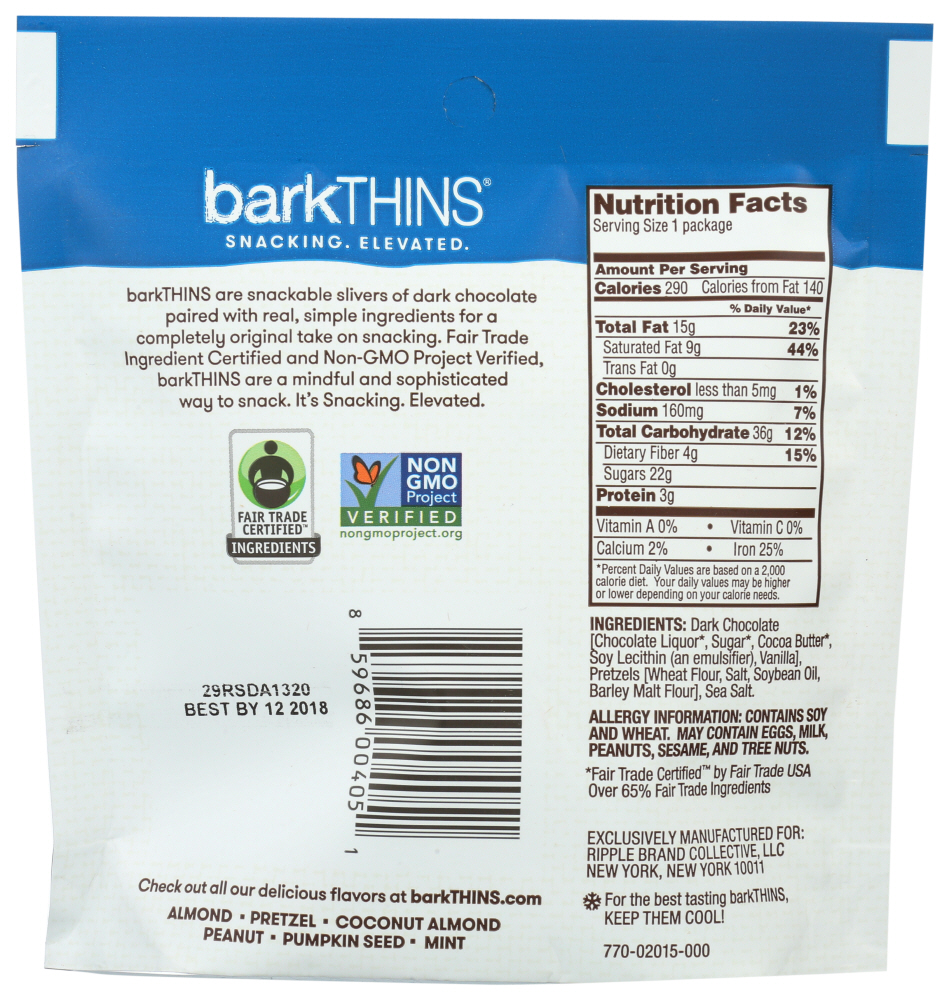 barkTHINS®
SNACKING. ELEVATED.
barkTHINS are snackable slivers of dark chocolate
paired with real, simple ingredients for a
completely original take on snacking. Fair Trade
Ingredient Certified and Non-GMO Project Verified,
barkTHINS are a mindful and sophisticated
way to snack. It's Snacking. Elevated.
FAIR TRADE
CERTIFIED™
INGREDIENTS
NON
GMO
Project
VERIFIED
nongmoproject.org
29RSDA1320
BEST BY 12 2018
8 59686 00405 1
Check out all our delicious flavors at barkTHINS.com
ALMOND ▪ PRETZEL ▪ COCONUT ALMOND
PEANUT ▪ PUMPKIN SEED ▪ MINT
Nutrition Facts
Serving Size 1 package
Amount Per Serving
Calories 290 Calories from Fat 140
% Daily Value*
Total Fat 15g 23%
Saturated Fat 9g 44%
Trans Fat 0g
Cholesterol less than 5mg 1%
Sodium 160mg 7%
Total Carbohydrate 36g 12%
Dietary Fiber 4g 15%
Sugars 22g
Protein 3g
Vitamin A 0% • Vitamin C 0%
Calcium 2% • Iron 25%
*Percent Daily Values are based on a 2,000
calorie diet. Your daily values may be higher
or lower depending on your calorie needs.
INGREDIENTS: Dark Chocolate
[Chocolate Liquor*, Sugar*, Cocoa Butter*,
Soy Lecithin (an emulsifier), Vanilla],
Pretzels [Wheat Flour, Salt, Soybean Oil,
Barley Malt Flour], Sea Salt.
ALLERGY INFORMATION: CONTAINS SOY
AND WHEAT. MAY CONTAIN EGGS, MILK,
PEANUTS, SESAME, AND TREE NUTS.
*Fair Trade Certified™ by Fair Trade USA
Over 65% Fair Trade Ingredients
EXCLUSIVELY MANUFACTURED FOR:
RIPPLE BRAND COLLECTIVE, LLC
NEW YORK, NEW YORK 10011
For the best tasting barkTHINS,
KEEP THEM COOL!
770-02015-000